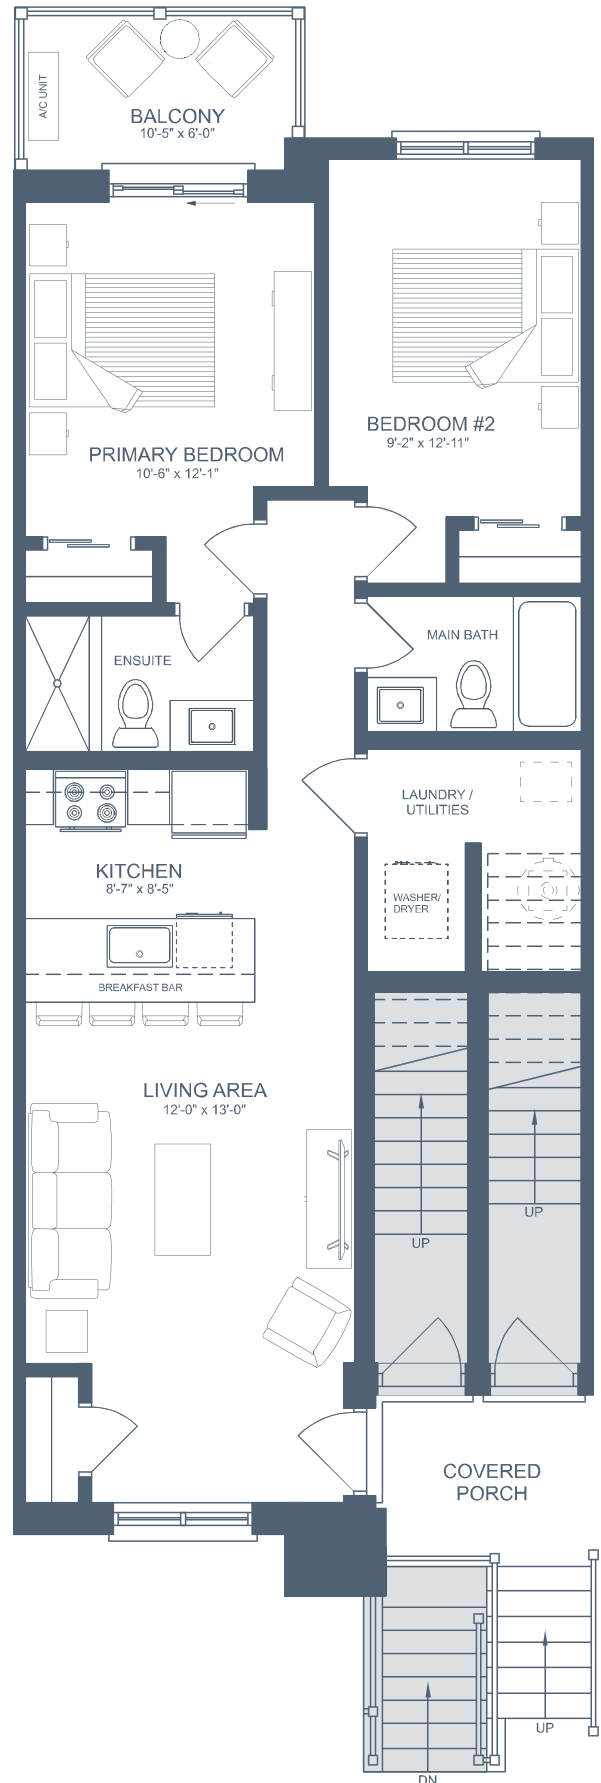 A/C UNIT
BALCONY
10'-5" x 6'-0"
BEDROOM #2
9'-2" x 12'-11"
PRIMARY BEDROOM
10'-6" x 12'-1"
MAIN BATH
ENSUITE
LAUNDRY /
UTILITIES
KITCHEN
8'-7" x 8'-5"
WASHER/
DRYER
BREAKFAST BAR
LIVING AREA
12'-0" x 13'-0"
UP
UP
COVERED
PORCH
UP
DN